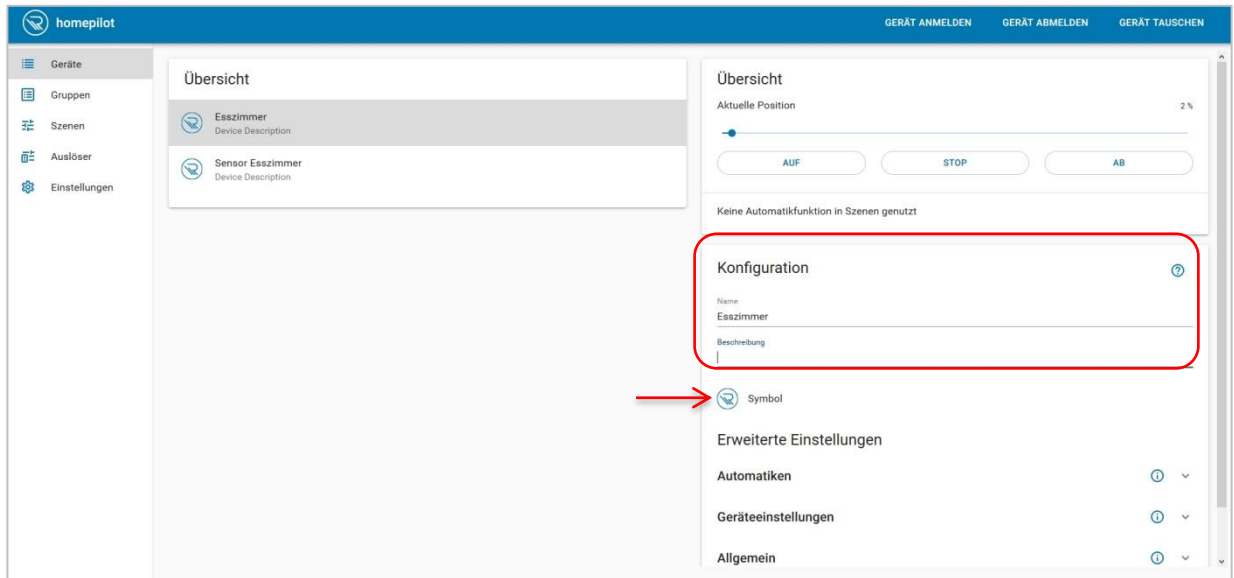 homepilot
GERÄT ANMELDEN GERÄT ABMELDEN GERÄT TAUSCHEN
Geräte
Gruppen
Szenen
Auslöser
Einstellungen
Übersicht
Esszimmer
Device Description
Sensor Esszimmer
Device Description
Übersicht
Aktuelle Position 2 %
AUF STOP AB
Keine Automatikfunktion in Szenen genutzt
Konfiguration
Name
Esszimmer
Beschreibung
Symbol
Erweiterte Einstellungen
Automatiken
Geräteeinstellungen
Allgemein